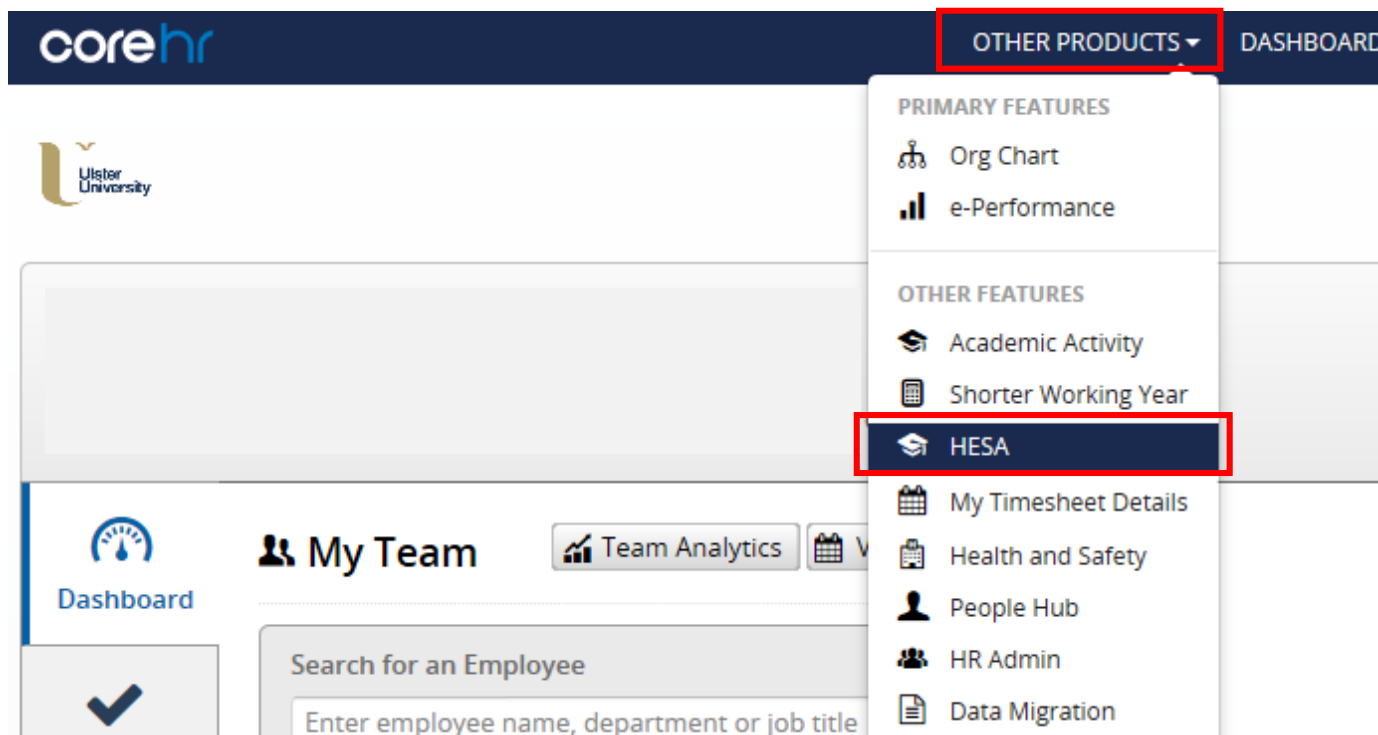 corehr
OTHER PRODUCTS
DASHBOARD
PRIMARY FEATURES
Org Chart
e-Performance
Ulster
University
OTHER FEATURES
Academic Activity
Shorter Working Year
HESA
My Timesheet Details
Health and Safety
People Hub
HR Admin
Data Migration
Dashboard
My Team
Team Analytics
Search for an Employee
Enter employee name, department or job title